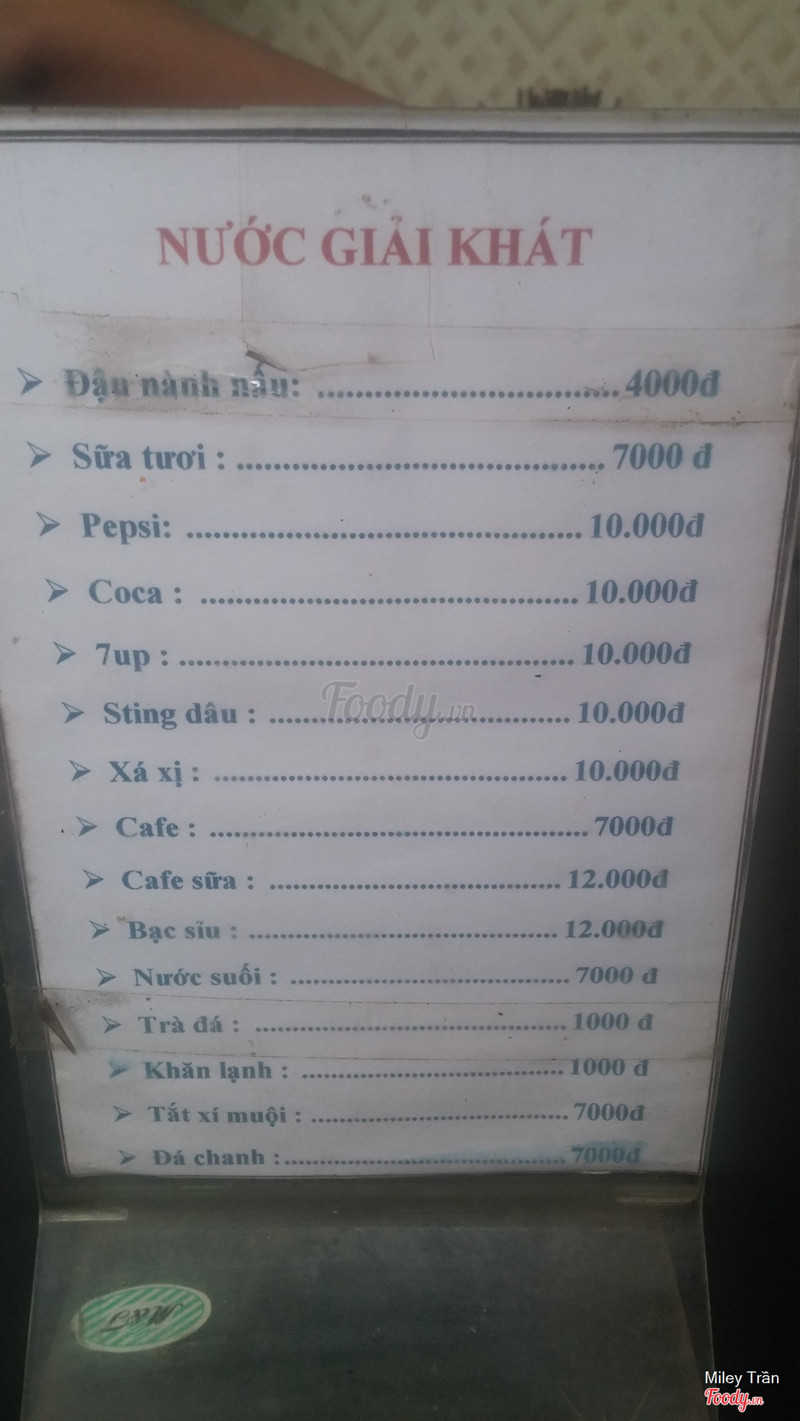 NƯỚC GIẢI KHÁT
➢ Đậu nành nấu: ........................................ 4000đ
➢ Sữa tươi : ........................................ 7000 đ
➢ Pepsi: ........................................... 10.000đ
➢ Coca : ......................................... 10.000đ
➢ 7up : ........................................... 10.000đ
➢ Sting dâu : ................................. 10.000đ
➢ Xá xị : ........................................ 10.000đ
➢ Cafe : .......................................... 7000đ
➢ Cafe sữa : ................................. 12.000đ
➢ Bạc sỉu : .................................... 12.000đ
➢ Nước suối : ................................. 7000 đ
➢ Trà đá : ...................................... 1000 đ
➢ Khăn lạnh : ................................ 1000 đ
➢ Tắt xí muội : ............................... 7000đ
➢ Đá chanh :................................... 7000đ
Foody.vn
Miley Trần
Foody.vn